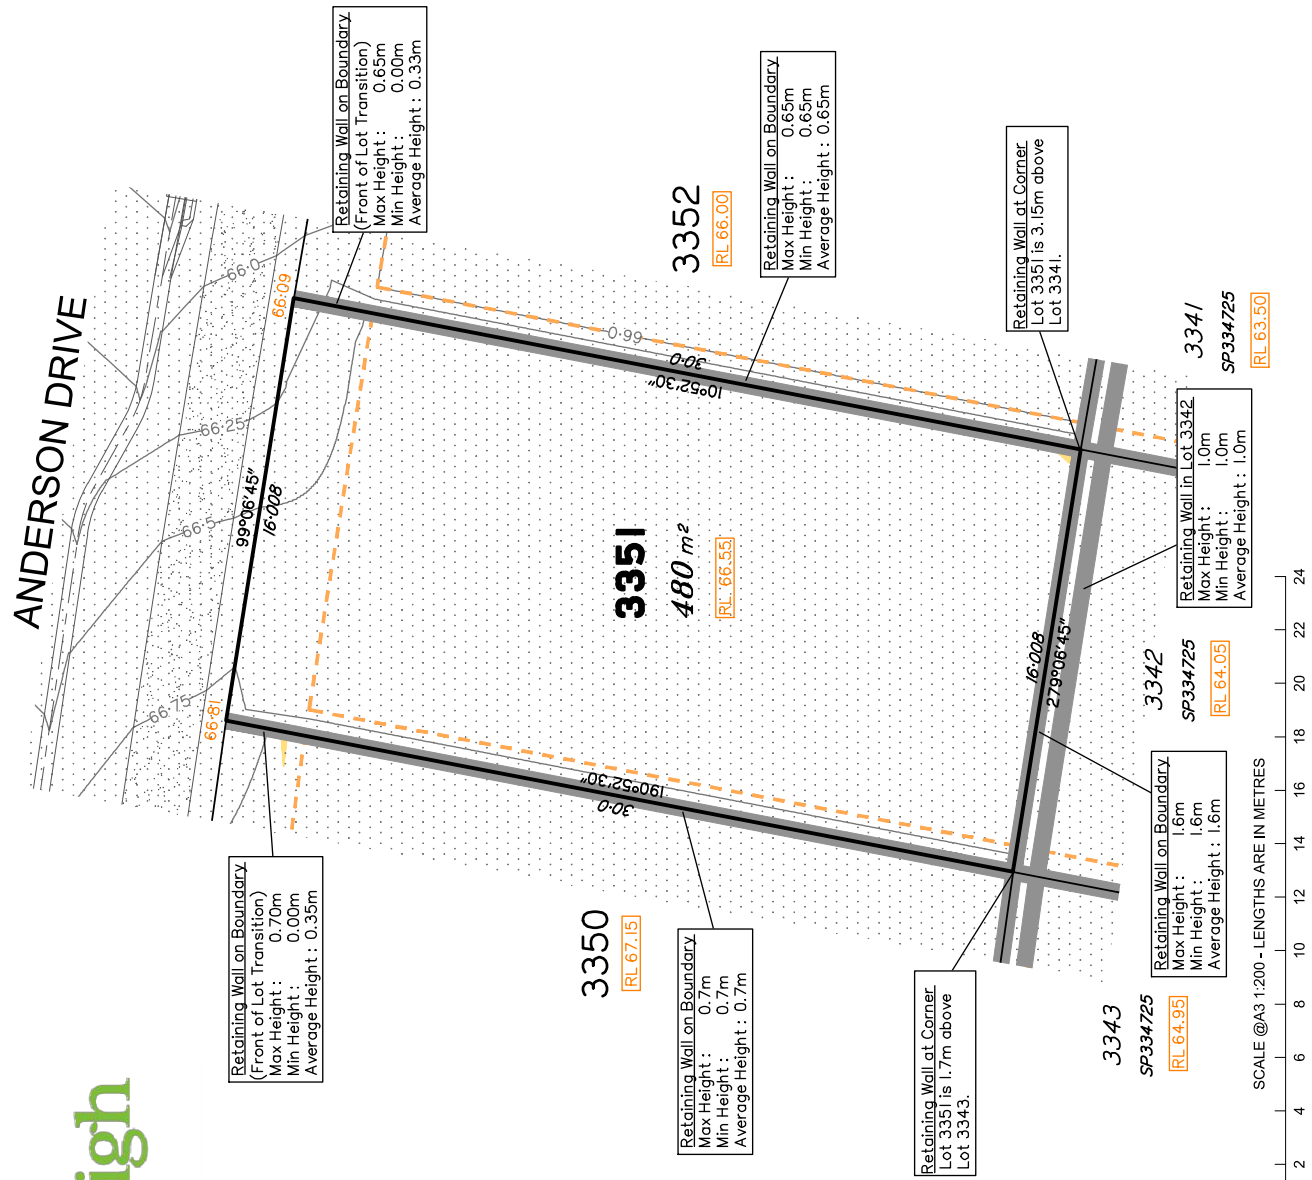 ANDERSON DRIVE
Retaining Wall on Boundary
(Front of Lot Transition)
Max Height : 0.65m
Min Height : 0.00m
Average Height : 0.33m
3352
RL 66.00
Retaining Wall on Boundary
Max Height : 0.65m
Min Height : 0.65m
Average Height : 0.65m
Retaining Wall at Corner
Lot 3351 is 3.15m above
Lot 3341.
3341
SP334725
RL 63.50
66·0
66·25
66·5
66·75
66·09
66·81
99°06'45"
16·008
66·0
30·0
10°52'30"
3351
480 m²
RL 66.55
190°52'30"
30·0
16·008
279°06'45"
Retaining Wall in Lot 3342
Max Height : 1.0m
Min Height : 1.0m
Average Height : 1.0m
3342
SP334725
RL 64.05
Retaining Wall on Boundary
(Front of Lot Transition)
Max Height : 0.70m
Min Height : 0.00m
Average Height : 0.35m
3350
RL 67.15
Retaining Wall on Boundary
Max Height : 0.7m
Min Height : 0.7m
Average Height : 0.7m
Retaining Wall at Corner
Lot 3351 is 1.7m above
Lot 3343.
Retaining Wall on Boundary
Max Height : 1.6m
Min Height : 1.6m
Average Height : 1.6m
3343
SP334725
RL 64.95
SCALE @A3 1:200 - LENGTHS ARE IN METRES
2 4 6 8 10 12 14 16 18 20 22 24
igh